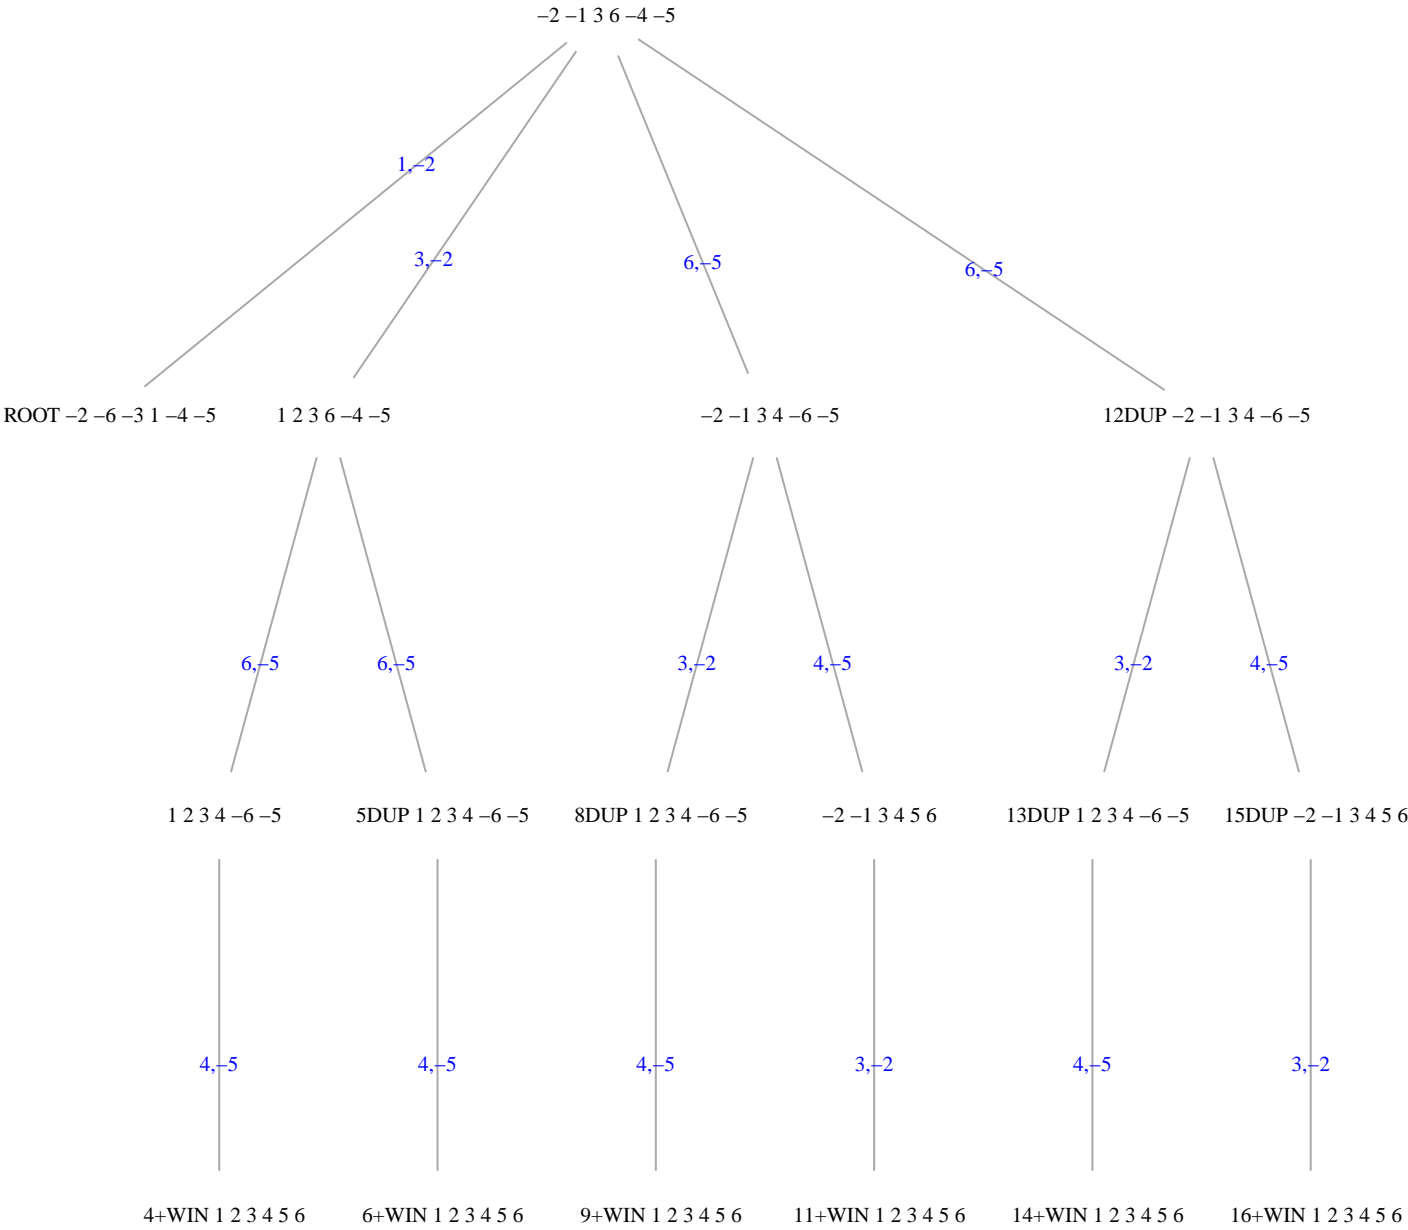 –2 –1 3 6 –4 –5
1,–2
3,–2
6,–5
6,–5
ROOT –2 –6 –3 1 –4 –5
1 2 3 6 –4 –5
–2 –1 3 4 –6 –5
12DUP –2 –1 3 4 –6 –5
6,–5
6,–5
3,–2
4,–5
3,–2
4,–5
1 2 3 4 –6 –5
5DUP 1 2 3 4 –6 –5
8DUP 1 2 3 4 –6 –5
–2 –1 3 4 5 6
13DUP 1 2 3 4 –6 –5
15DUP –2 –1 3 4 5 6
4,–5
4,–5
4,–5
3,–2
4,–5
3,–2
4+WIN 1 2 3 4 5 6
6+WIN 1 2 3 4 5 6
9+WIN 1 2 3 4 5 6
11+WIN 1 2 3 4 5 6
14+WIN 1 2 3 4 5 6
16+WIN 1 2 3 4 5 6